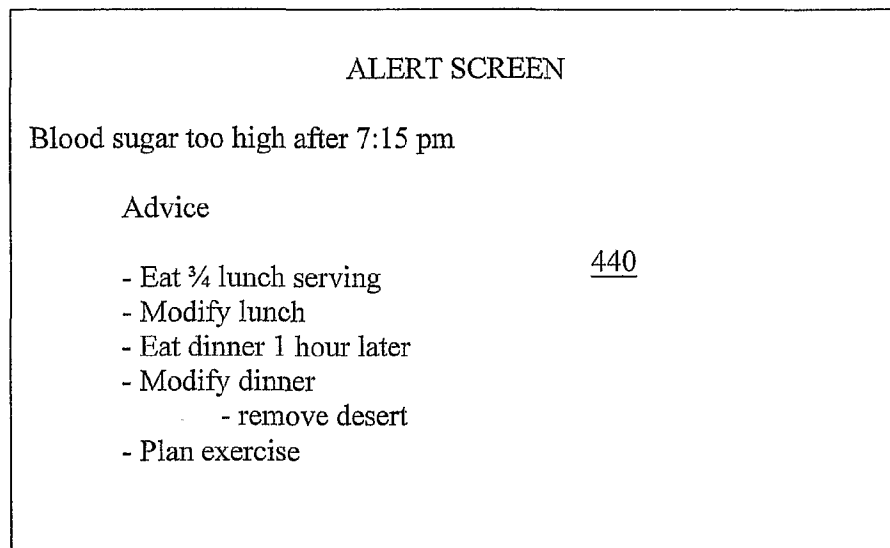 ALERT SCREEN
Blood sugar too high after 7:15 pm
Advice
- Eat ¾ lunch serving
440
- Modify lunch
- Eat dinner 1 hour later
- Modify dinner
- remove desert
- Plan exercise